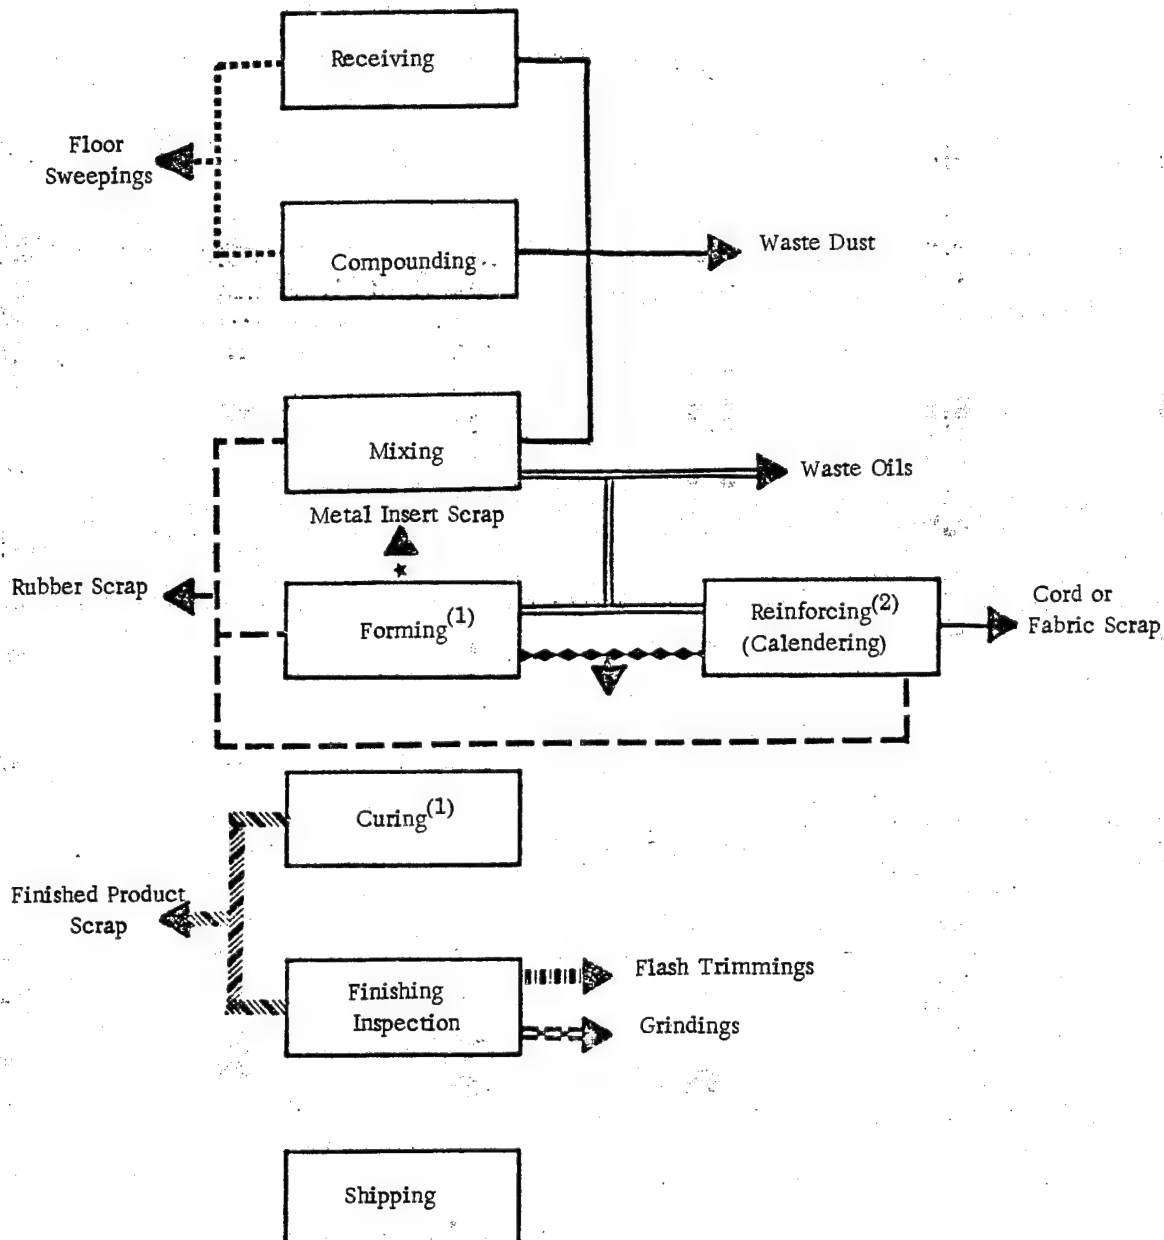 Receiving
Floor
Sweepings
Waste Dust
Compounding
Mixing
Waste Oils
Metal Insert Scrap
Rubber Scrap
Forming(1)
Reinforcing(2)
(Calendering)
Cord or
Fabric Scrap
Curing(1)
Finished Product
Scrap
Finishing
Inspection
Flash Trimmings
Grindings
Shipping